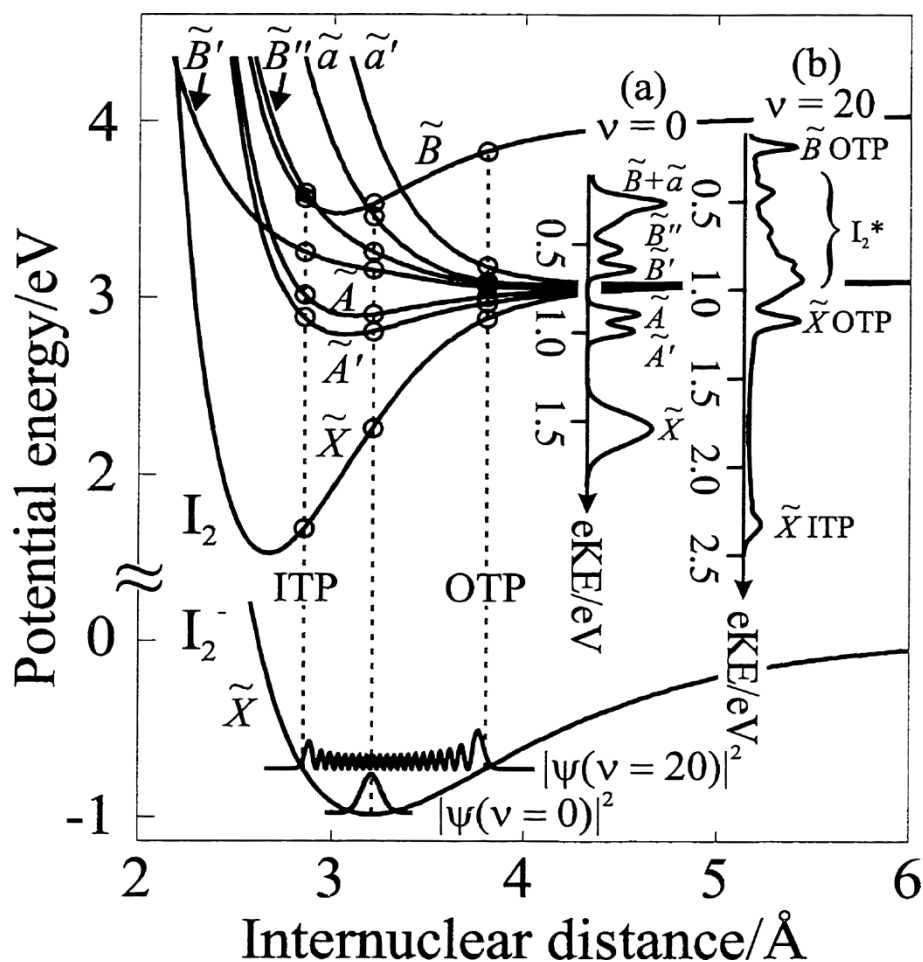 B̃′ B̃″ ã ã′ (a) (b)
ν = 0 ν = 20
B̃ B̃ OTP
B̃+ã
I₂*
B̃″
B̃′
Ã Ã X̃ OTP
Ã′ Ã′
X̃ X̃
X̃ ITP
I₂
ITP OTP
I₂⁻
X̃
|ψ(ν = 20)|²
|ψ(ν = 0)|²
0.5
1.0
1.5
eKE/eV
0.5
1.0
1.5
2.0
2.5
eKE/eV
4
3
2
0
-1
Potential energy/eV
2 3 4 5 6
Internuclear distance/Å